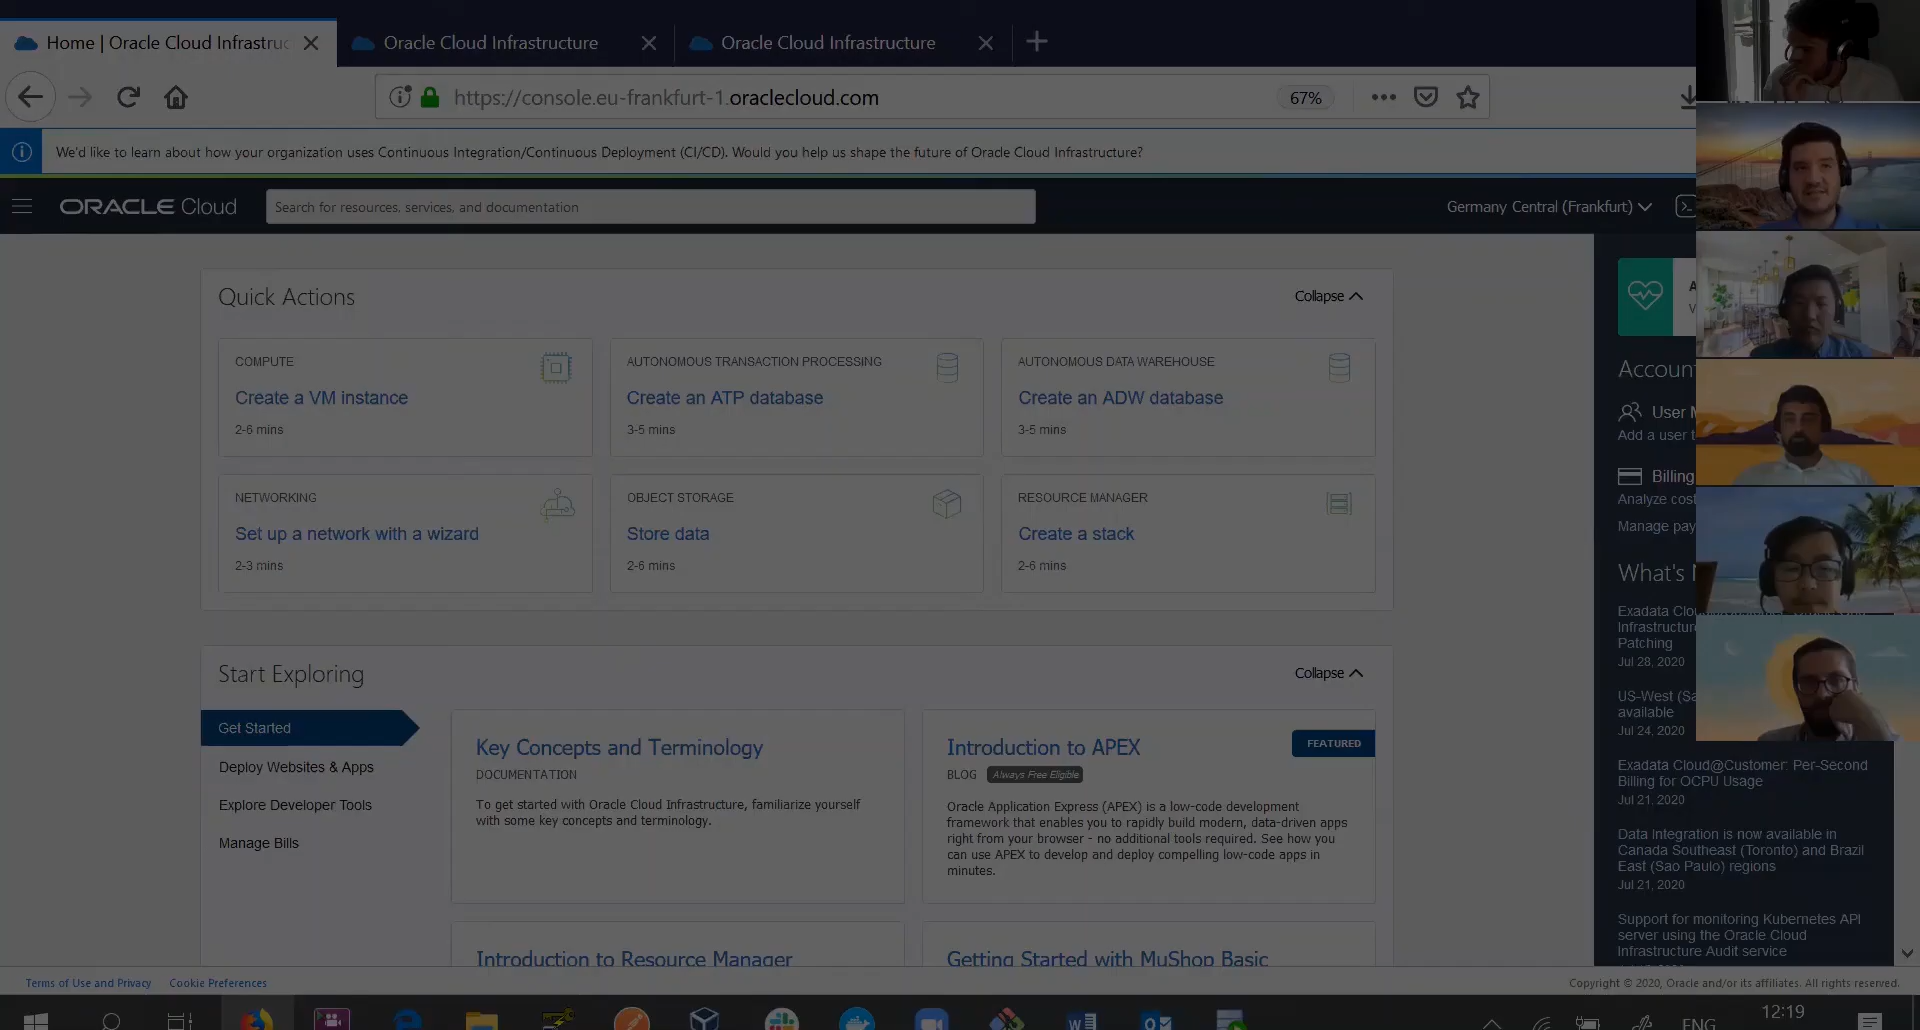 Home | Oracle Cloud Infrastruc
Oracle Cloud Infrastructure
Oracle Cloud Infrastructure
https://console.eu-frankfurt-1.oraclecloud.com
67%
We'd like to learn about how your organization uses Continuous Integration/Continuous Deployment (CI/CD). Would you help us shape the future of Oracle Cloud Infrastructure?
ORACLE Cloud
Search for resources, services, and documentation
Germany Central (Frankfurt)
Quick Actions
Collapse
COMPUTE
Create a VM instance
2-6 mins
AUTONOMOUS TRANSACTION PROCESSING
Create an ATP database
3-5 mins
AUTONOMOUS DATA WAREHOUSE
Create an ADW database
3-5 mins
NETWORKING
Set up a network with a wizard
2-3 mins
OBJECT STORAGE
Store data
2-6 mins
RESOURCE MANAGER
Create a stack
2-6 mins
Start Exploring
Collapse
Get Started
Deploy Websites & Apps
Explore Developer Tools
Manage Bills
Key Concepts and Terminology
DOCUMENTATION
To get started with Oracle Cloud Infrastructure, familiarize yourself
with some key concepts and terminology.
Introduction to APEX
FEATURED
BLOG Always Free Eligible
Oracle Application Express (APEX) is a low-code development
framework that enables you to rapidly build modern, data-driven apps
right from your browser - no additional tools required. See how you
can use APEX to develop and deploy compelling low-code apps in
minutes.
Introduction to Resource Manager
Getting Started with MuShop Basic
Account
User M
Add a user t
Billing
Analyze cost
Manage pay
What's N
Exadata Clou
Infrastructure
Patching
Jul 28, 2020
US-West (Sa
available
Jul 24, 2020
Exadata Cloud@Customer: Per-Second
Billing for OCPU Usage
Jul 21, 2020
Data Integration is now available in
Canada Southeast (Toronto) and Brazil
East (Sao Paulo) regions
Jul 21, 2020
Support for monitoring Kubernetes API
server using the Oracle Cloud
Infrastructure Audit service
Terms of Use and Privacy
Cookie Preferences
Copyright © 2020, Oracle and/or its affiliates. All rights reserved.
ENG
12:19